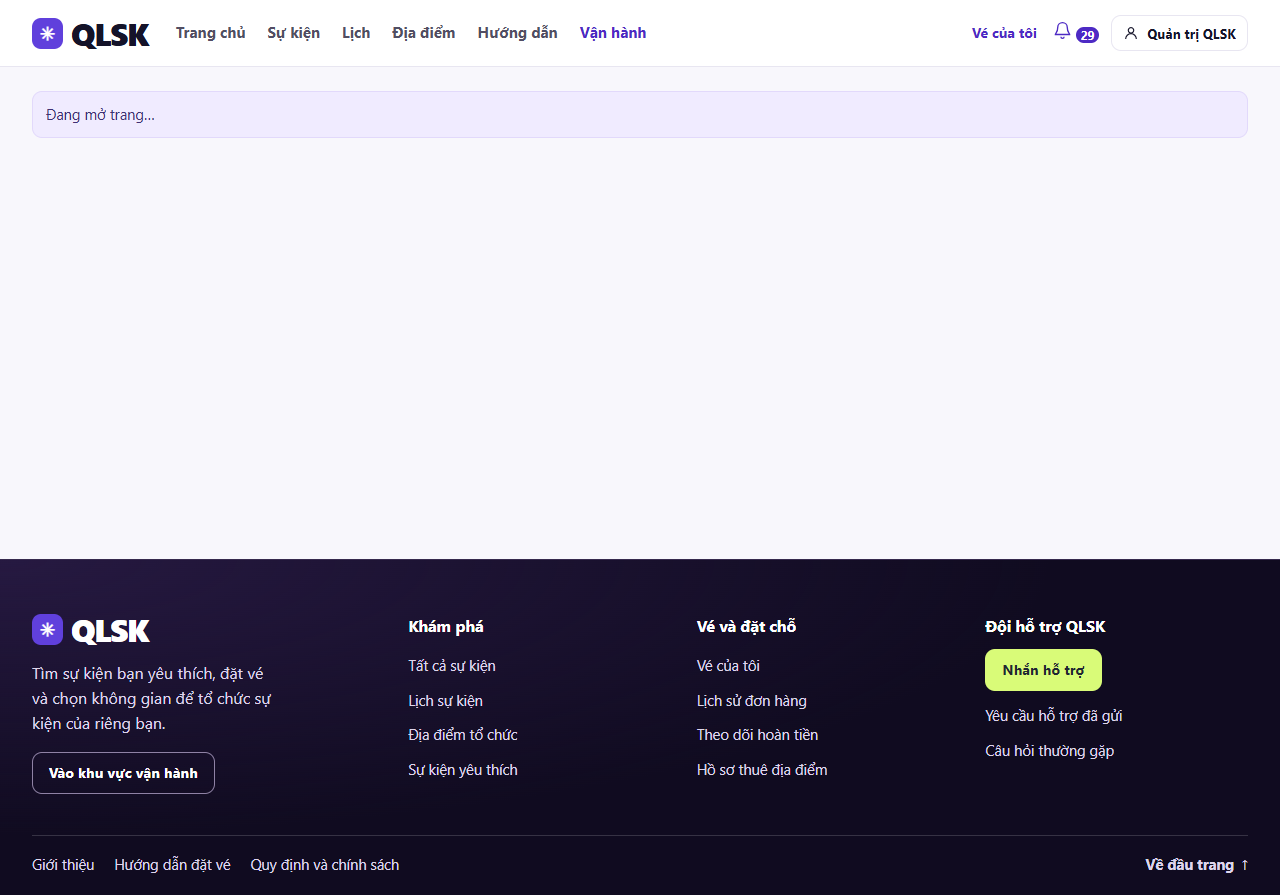 QLSK
Trang chủ
Sự kiện
Lịch
Địa điểm
Hướng dẫn
Vận hành
Vé của tôi
29
Quản trị QLSK
Đang mở trang...
QLSK
Tìm sự kiện bạn yêu thích, đặt vé
và chọn không gian để tổ chức sự
kiện của riêng bạn.
Vào khu vực vận hành
Khám phá
Tất cả sự kiện
Lịch sự kiện
Địa điểm tổ chức
Sự kiện yêu thích
Vé và đặt chỗ
Vé của tôi
Lịch sử đơn hàng
Theo dõi hoàn tiền
Hồ sơ thuê địa điểm
Đội hỗ trợ QLSK
Nhắn hỗ trợ
Yêu cầu hỗ trợ đã gửi
Câu hỏi thường gặp
Giới thiệu
Hướng dẫn đặt vé
Quy định và chính sách
Về đầu trang ↑